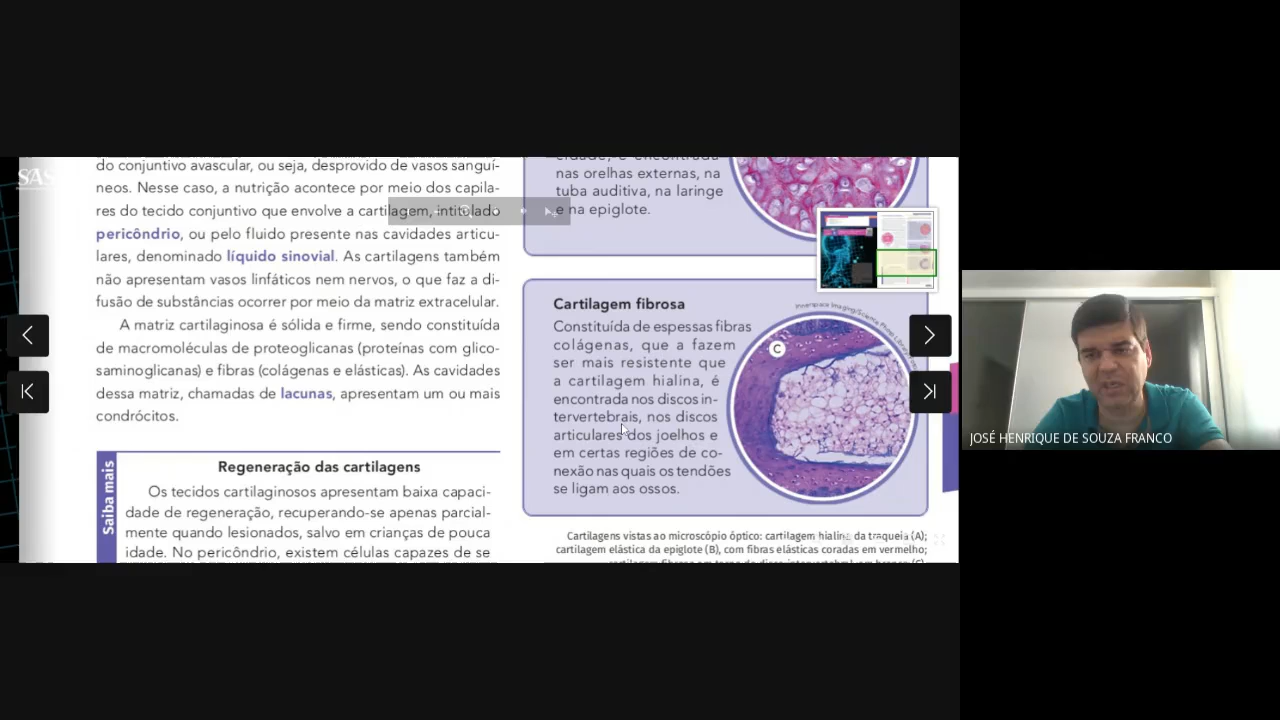 SAS
do conjuntivo avascular, ou seja, desprovido de vasos sanguí-
neos. Nesse caso, a nutrição acontece por meio dos capila-
res do tecido conjuntivo que envolve a cartilagem, intitulado
pericôndrio, ou pelo fluido presente nas cavidades articu-
lares, denominado líquido sinovial. As cartilagens também
não apresentam vasos linfáticos nem nervos, o que faz a di-
fusão de substâncias ocorrer por meio da matriz extracelular.
A matriz cartilaginosa é sólida e firme, sendo constituída
de macromoléculas de proteoglicanas (proteínas com glico-
saminoglicanas) e fibras (colágenas e elásticas). As cavidades
dessa matriz, chamadas de lacunas, apresentam um ou mais
condrócitos.
Saiba mais
Regeneração das cartilagens
Os tecidos cartilaginosos apresentam baixa capaci-
dade de regeneração, recuperando-se apenas parcial-
mente quando lesionados, salvo em crianças de pouca
idade. No pericôndrio, existem células capazes de se
cidade, é encontrada
nas orelhas externas, na
tuba auditiva, na laringe
e na epiglote.
Cartilagem fibrosa
Constituída de espessas fibras
colágenas, que a fazem
ser mais resistente que
a cartilagem hialina, é
encontrada nos discos in-
tervertebrais, nos discos
articulares dos joelhos e
em certas regiões de co-
nexão nas quais os tendões
se ligam aos ossos.
C
Innerspace Imaging/Science Photo Library
Cartilagens vistas ao microscópio óptico: cartilagem hialina da traqueia (A);
cartilagem elástica da epiglote (B), com fibras elásticas coradas em vermelho;
JOSÉ HENRIQUE DE SOUZA FRANCO